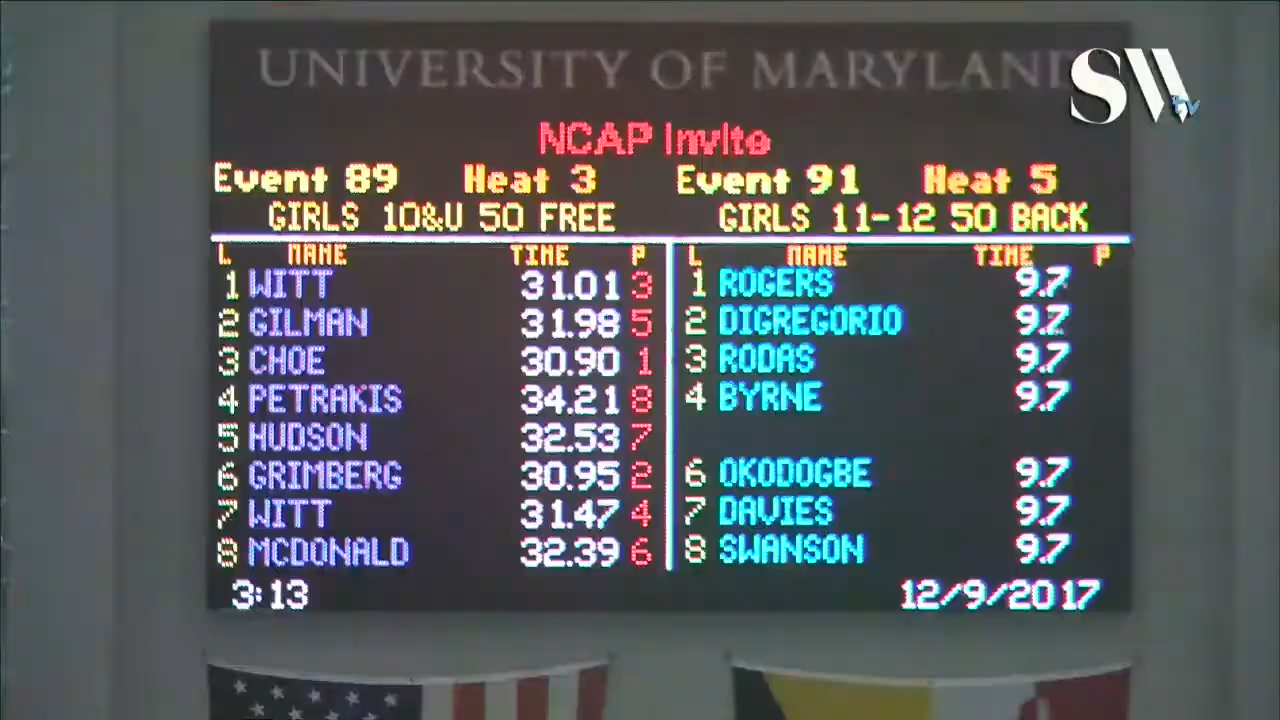 UNIVERSITY OF MARYLAND
SW
tv
NCAP Invite
Event 89 Heat 3 Event 91 Heat 5
GIRLS 10&U 50 FREE GIRLS 11-12 50 BACK
L NAME TIME P L NAME TIME P
1 WITT 31.01 3 1 ROGERS 9.7
2 GILMAN 31.98 5 2 DIGREGORIO 9.7
3 CHOE 30.90 1 3 RODAS 9.7
4 PETRAKIS 34.21 8 4 BYRNE 9.7
5 HUDSON 32.53 7
6 GRIMBERG 30.95 2 6 OKODOGBE 9.7
7 WITT 31.47 4 7 DAVIES 9.7
8 MCDONALD 32.39 6 8 SWANSON 9.7
3:13 12/9/2017